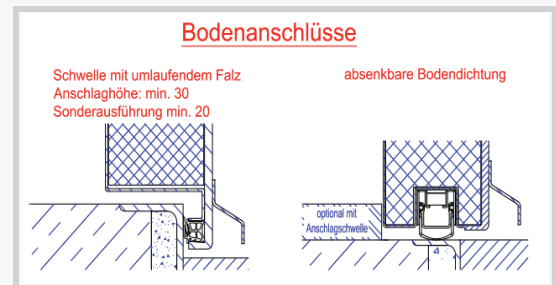 Bodenanschlüsse
Schwelle mit umlaufendem Falz
Anschlaghöhe: min. 30
Sonderausführung min. 20
absenkbare Bodendichtung
optional mit
Anschlagschwelle